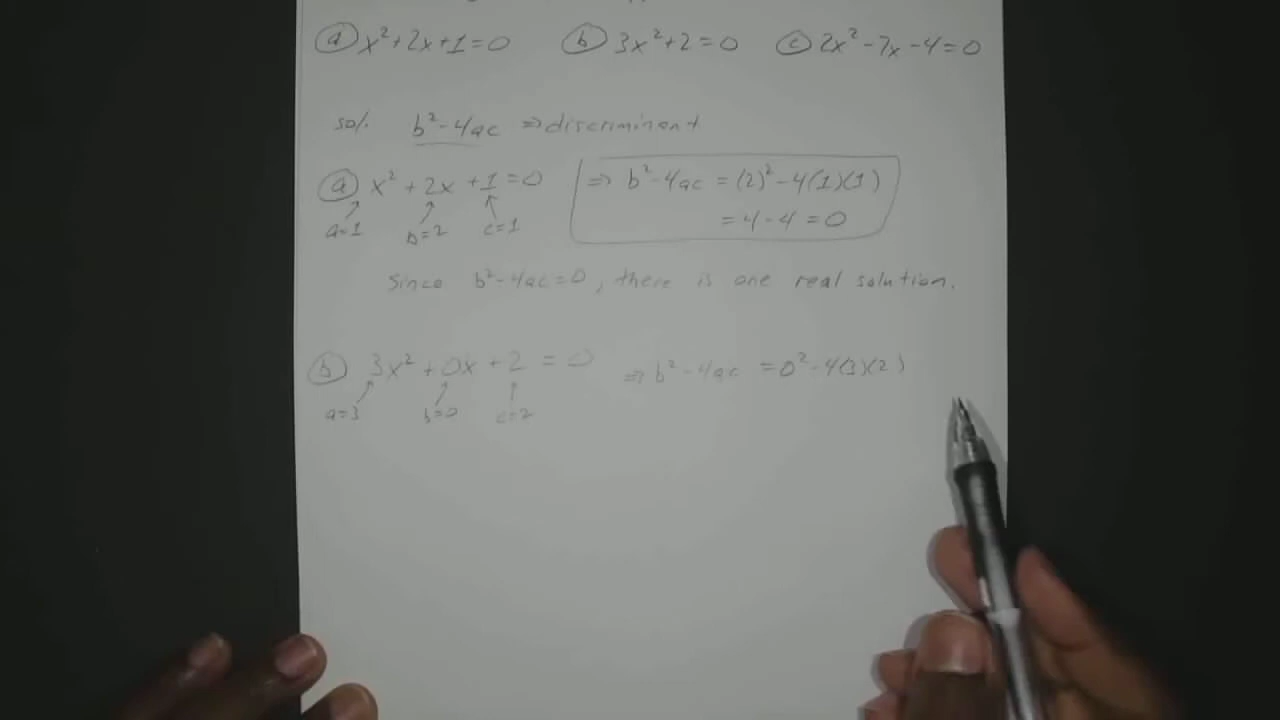 ⓐ x²+2x+1=0 ⓑ 3x²+2=0 ⓒ 2x²-7x-4=0
sol. b²-4ac ⇒ discriminant
ⓐ x² + 2x + 1 = 0 ⇒ b²-4ac = (2)² - 4(1)(1)
a=1 b=2 c=1 = 4-4 = 0
Since b²-4ac=0, there is one real solution.
ⓑ 3x² + 0x + 2 = 0 ⇒ b²-4ac = 0²-4(3)(2)
a=3 b=0 c=2